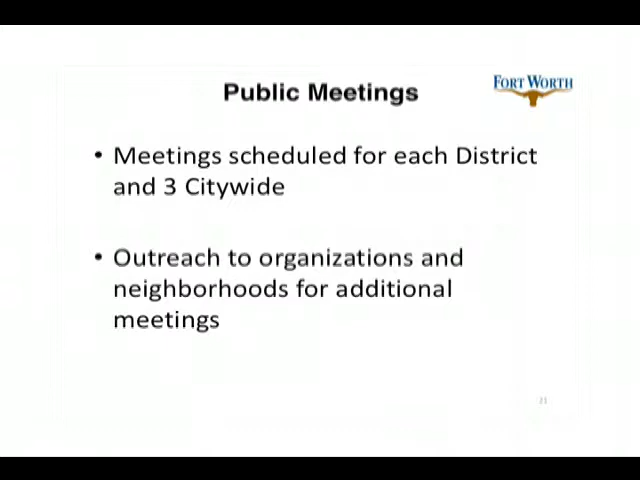 Public Meetings
FORT WORTH
• Meetings scheduled for each District
and 3 Citywide
• Outreach to organizations and
neighborhoods for additional
meetings
21